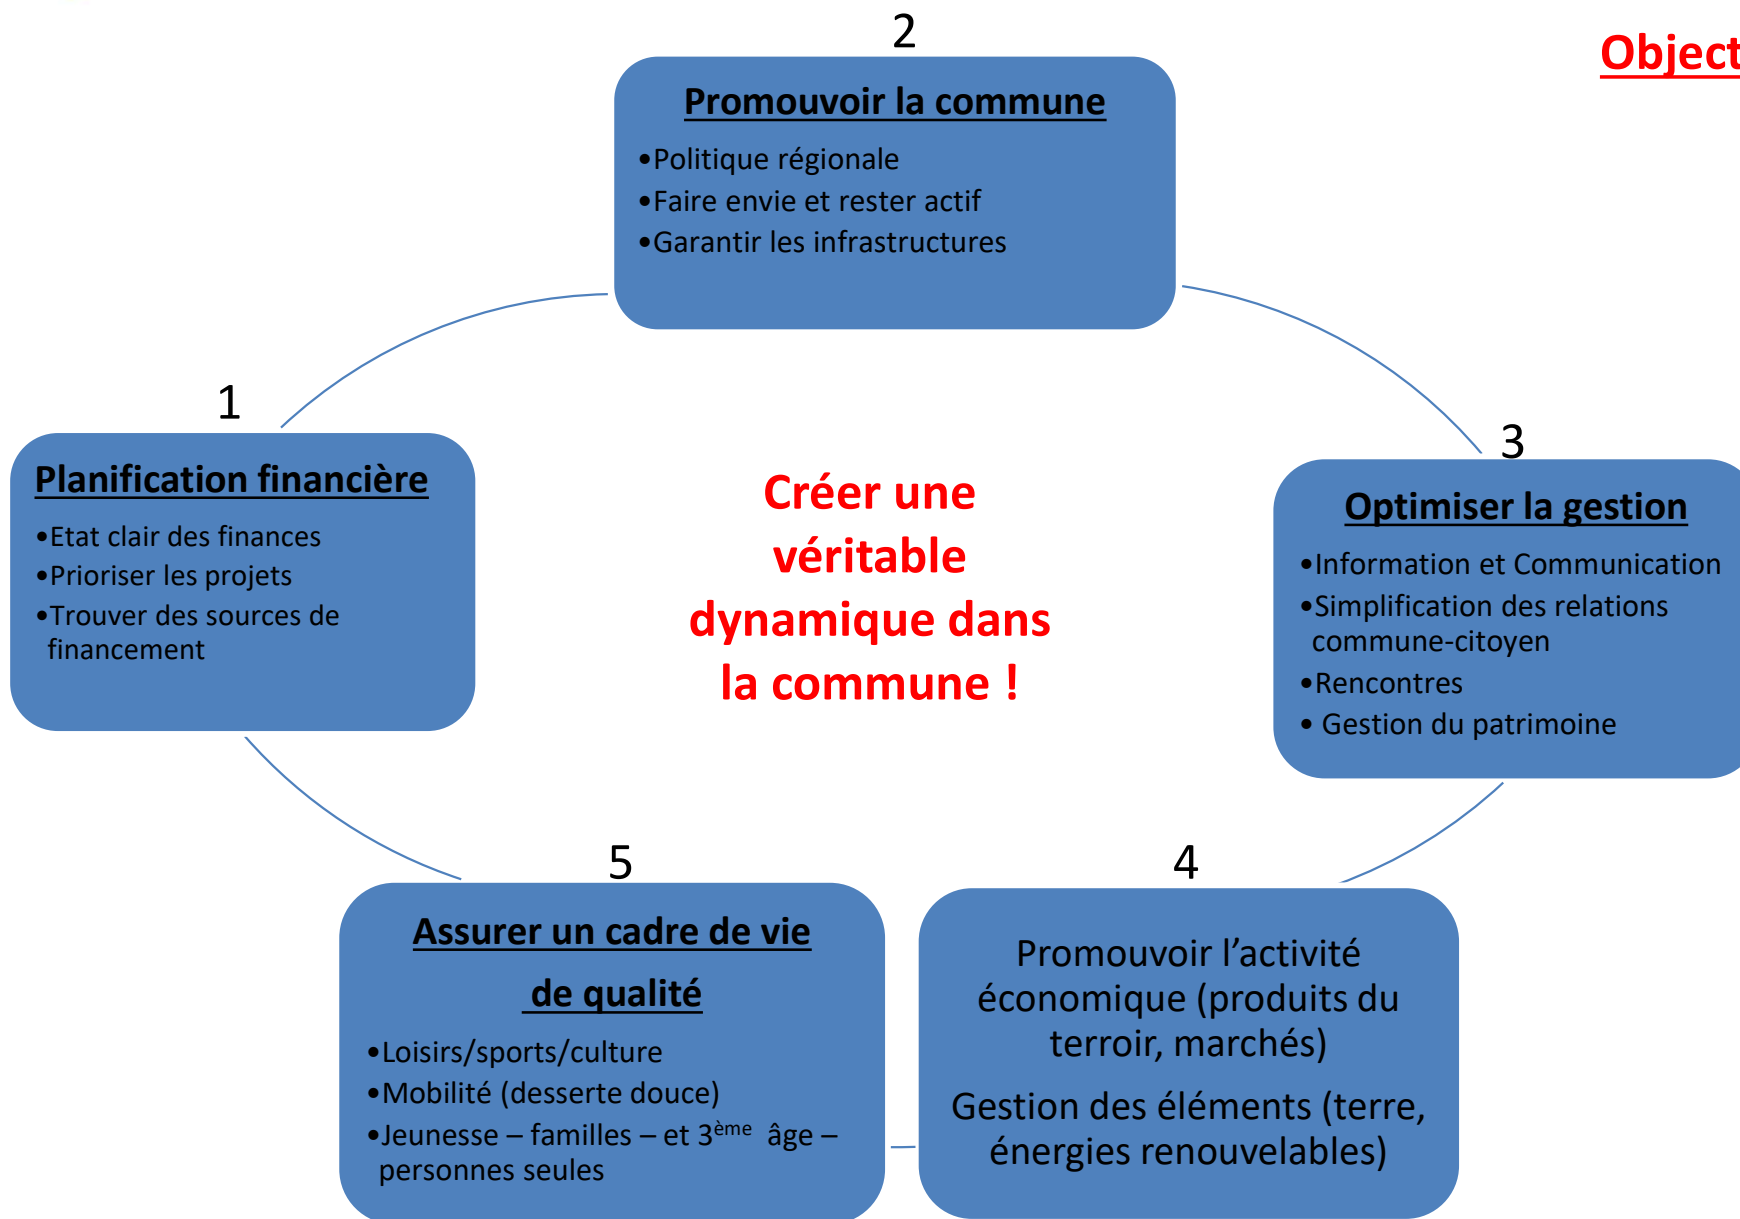 Object
2
Promouvoir la commune
•Politique régionale
•Faire envie et rester actif
•Garantir les infrastructures
1
Planification financière
•Etat clair des finances
•Prioriser les projets
•Trouver des sources de
financement
Créer une
véritable
dynamique dans
la commune !
3
Optimiser la gestion
•Information et Communication
•Simplification des relations
commune-citoyen
•Rencontres
• Gestion du patrimoine
5
Assurer un cadre de vie
de qualité
•Loisirs/sports/culture
•Mobilité (desserte douce)
•Jeunesse – familles – et 3ème âge –
personnes seules
4
Promouvoir l’activité
économique (produits du
terroir, marchés)
Gestion des éléments (terre,
énergies renouvelables)